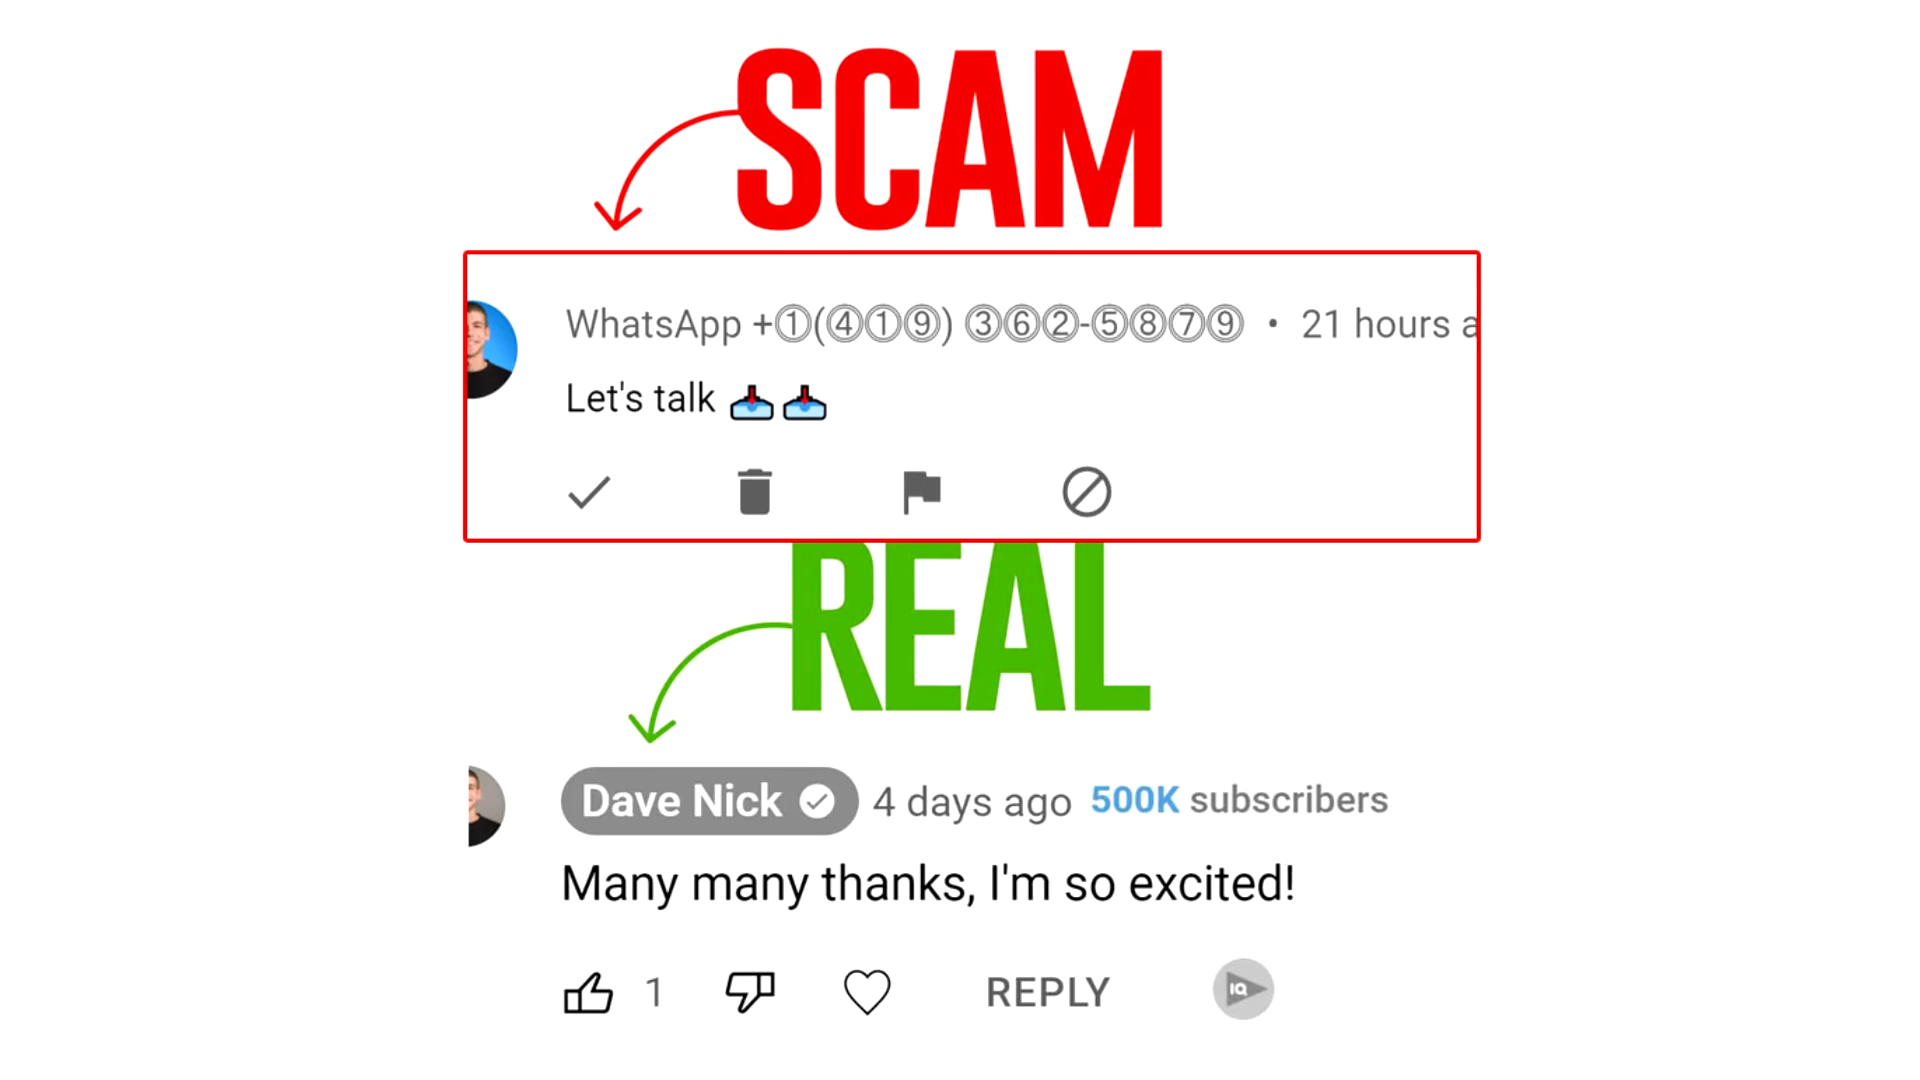 SCAM
WhatsApp +①(④①⑨) ③⑥②-⑤⑧⑦⑨ • 21 hours a
Let's talk
REAL
Dave Nick 4 days ago 500K subscribers
Many many thanks, I'm so excited!
1 REPLY IQ